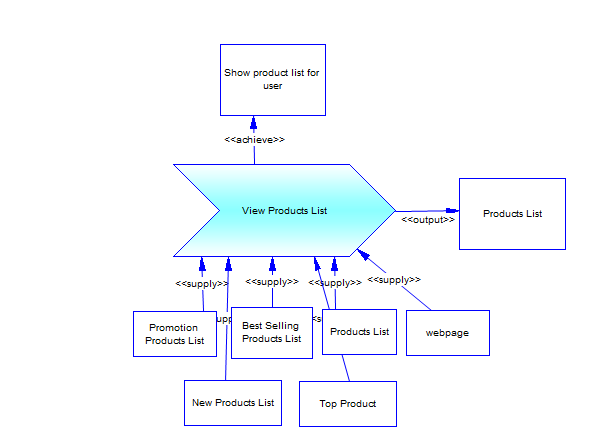 Show product list for
user
<<achieve>>
View Products List
Products List
<<output>>
<<supply>>
<<supply>>
<<supply>>
<<supply>>
Promotion
Products List
Best Selling
Products List
Products List
webpage
New Products List
Top Product